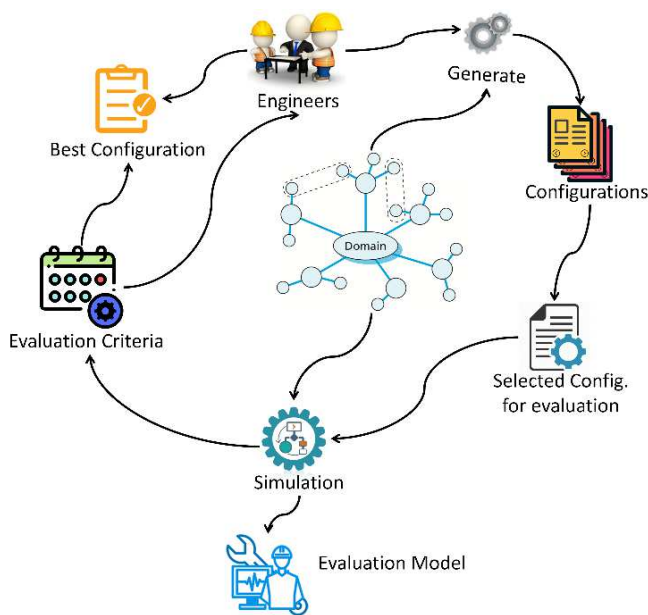 Engineers
Generate
Best Configuration
Configurations
Domain
Evaluation Criteria
Selected Config.
for evaluation
Simulation
Evaluation Model